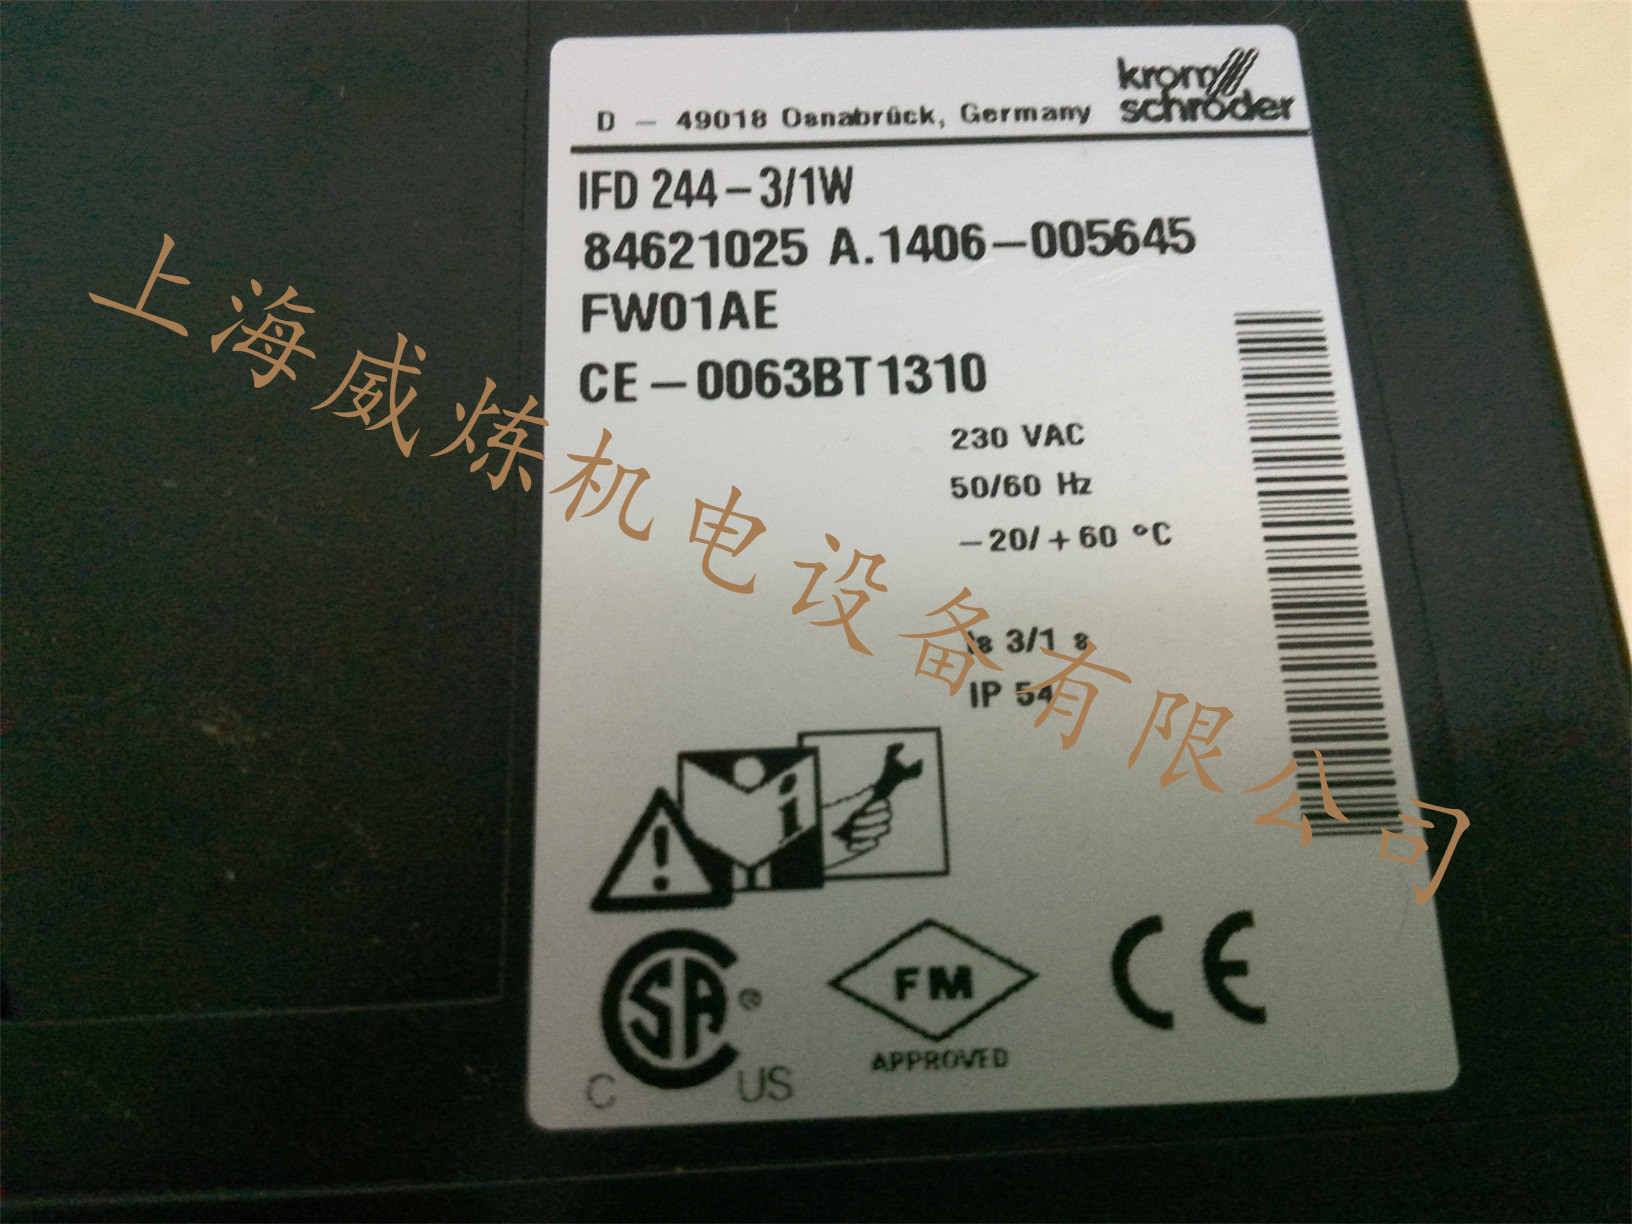 krom
schröder
D – 49018 Osnabrück, Germany
IFD 244–3/1W
84621025 A.1406–005645
FW01AE
CE–0063BT1310
230 VAC
50/60 Hz
–20/+60 °C
3/1 s
IP 54
i
!
SA ®
C US
FM
APPROVED
CE
上海威炼机电设备有限公司